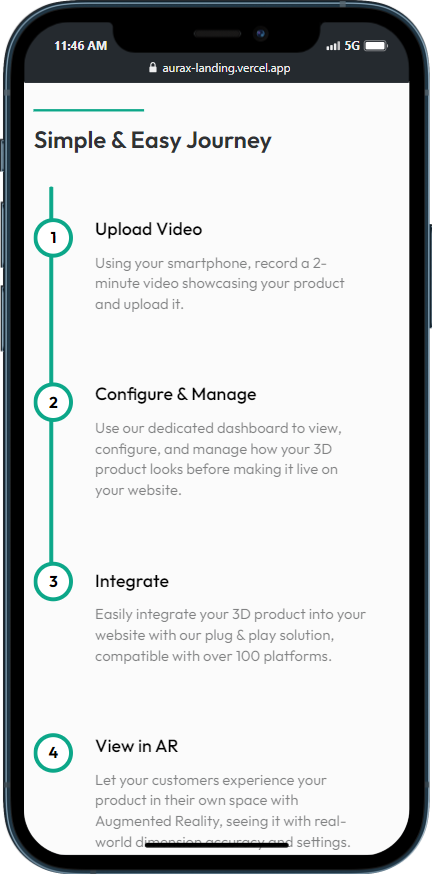 11:46 AM
5G
aurax-landing.vercel.app
Simple & Easy Journey
1
Upload Video
Using your smartphone, record a 2-
minute video showcasing your product
and upload it.
2
Configure & Manage
Use our dedicated dashboard to view,
configure, and manage how your 3D
product looks before making it live on
your website.
3
Integrate
Easily integrate your 3D product into your
website with our plug & play solution,
compatible with over 100 platforms.
4
View in AR
Let your customers experience your
product in their own space with
Augmented Reality, seeing it with real-
world dimension accuracy and settings.